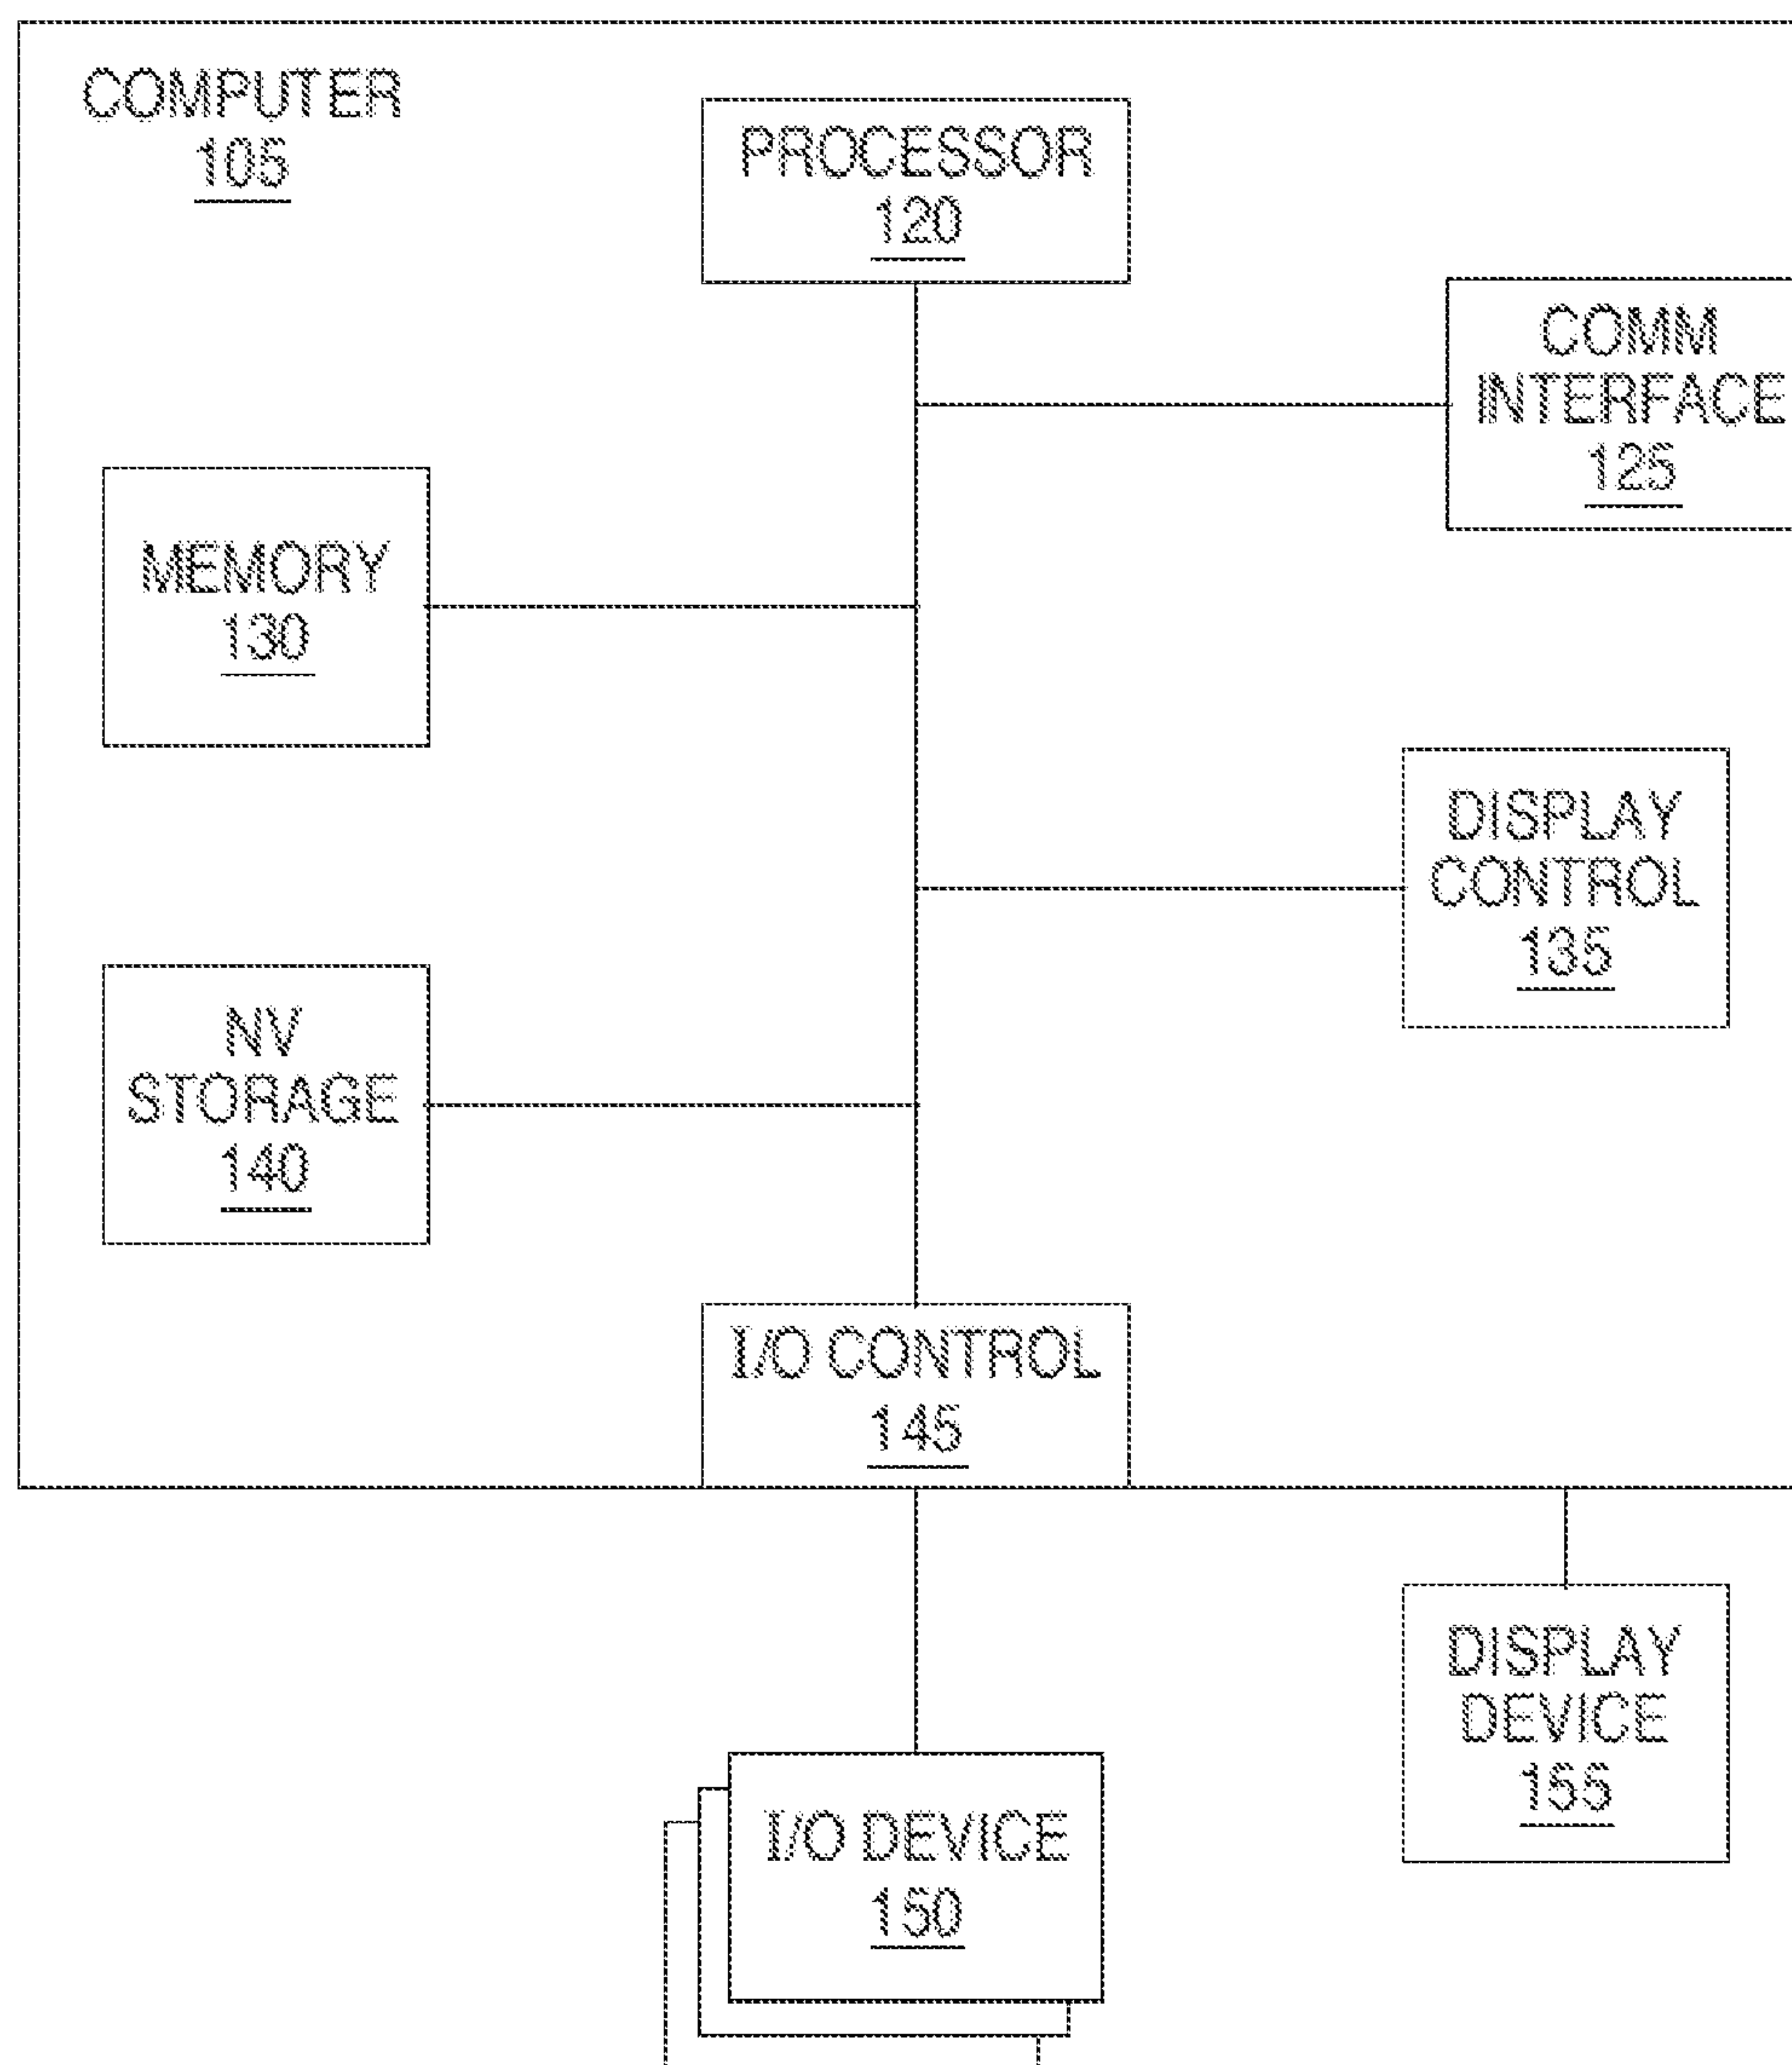 COMPUTER
105
PROCESSOR
120
COMM
INTERFACE
125
MEMORY
130
DISPLAY
CONTROL
135
NV
STORAGE
140
I/O CONTROL
145
DISPLAY
DEVICE
155
I/O DEVICE
150